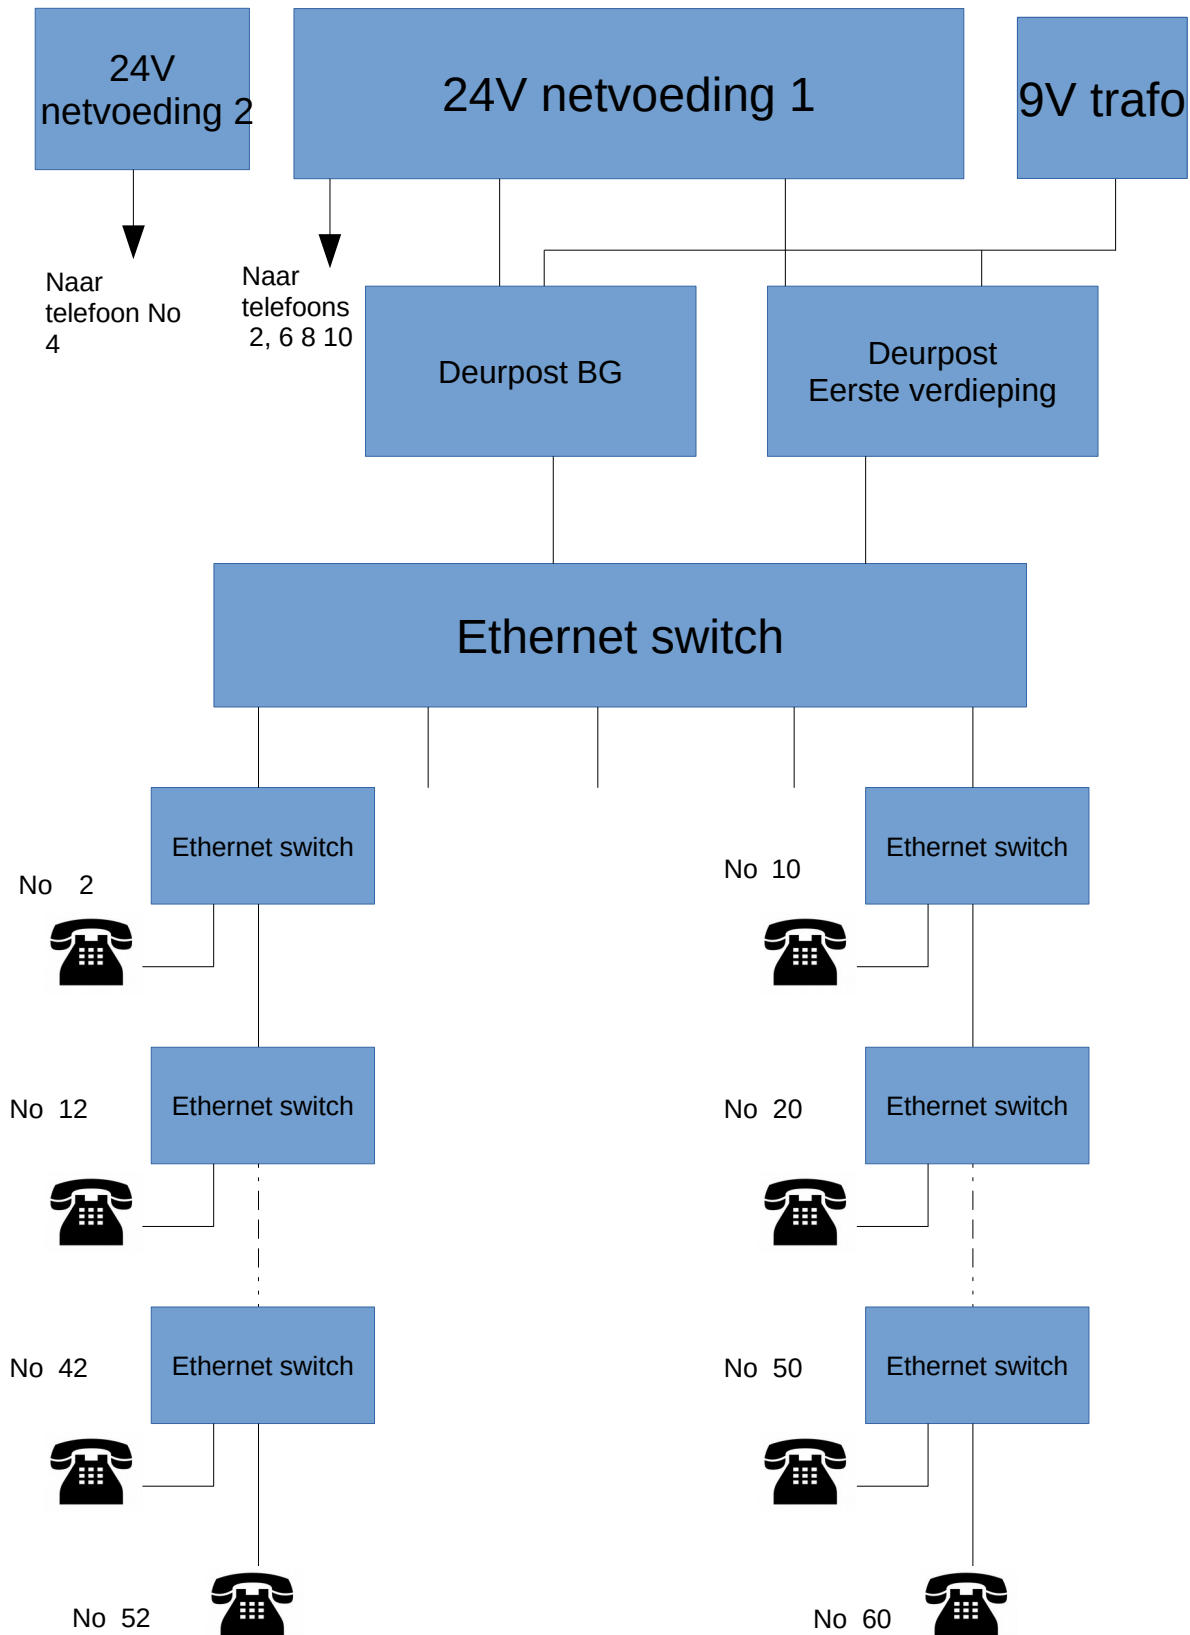 24V
netvoeding 2
24V netvoeding 1
9V trafo
Naar
telefoon No
4
Naar
telefoons
2, 6 8 10
Deurpost BG
Deurpost
Eerste verdieping
Ethernet switch
Ethernet switch
No 2
Ethernet switch
No 10
Ethernet switch
No 12
Ethernet switch
No 20
Ethernet switch
No 42
Ethernet switch
No 50
No 52
No 60